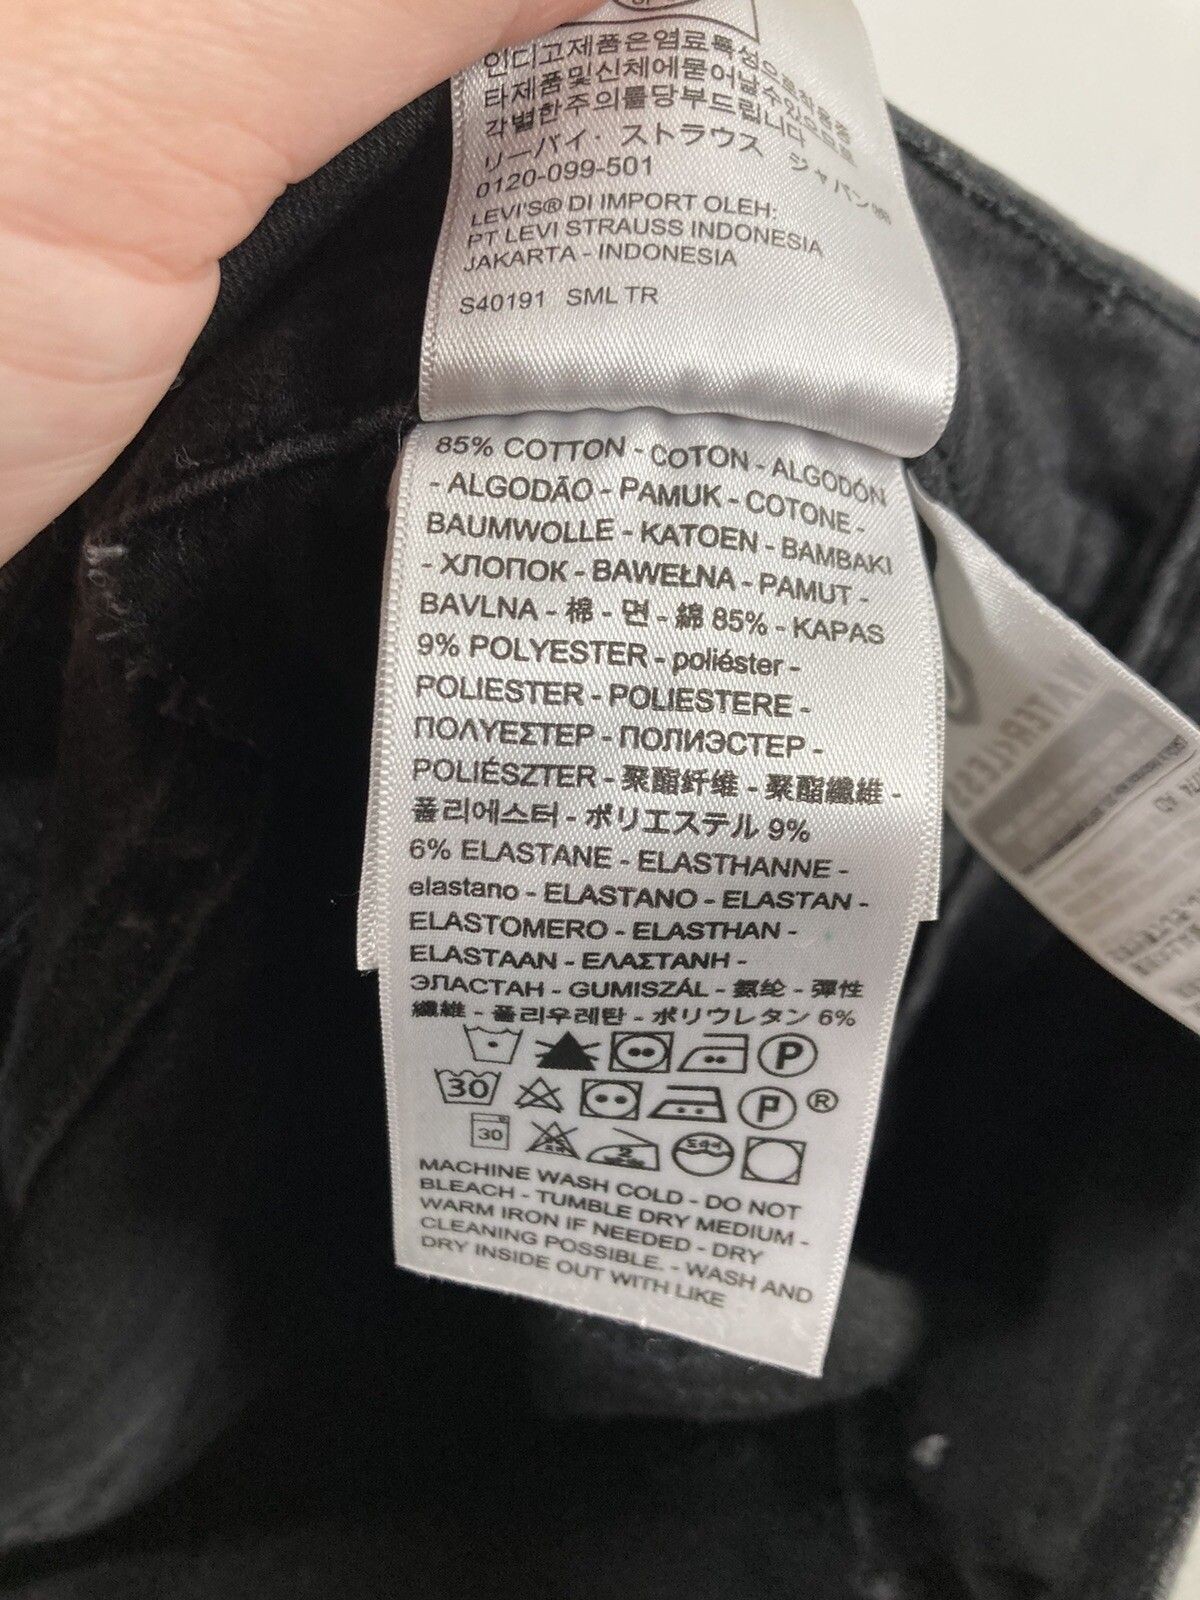 인디고제품은염료특성으로착용중
타제품및신체에묻어날수있으므로
각별한주의를당부드립니다
リーバイ・ストラウス ジャパン㈱
0120-099-501
LEVI'S® DI IMPORT OLEH:
PT LEVI STRAUSS INDONESIA
JAKARTA - INDONESIA
S40191 SML TR
85% COTTON - COTON - ALGODÓN
- ALGODÃO - PAMUK - COTONE -
BAUMWOLLE - KATOEN - BAMBAKI
- ХЛОПОК - BAWEŁNA - PAMUT -
BAVLNA - 棉 - 면 - 綿 85% - KAPAS
9% POLYESTER - poliéster -
POLIESTER - POLIESTERE -
ΠΟΛΥΕΣΤΕΡ - ПОЛИЭСТЕР -
POLIÉSZTER - 聚酯纤维 - 聚酯纖維 -
폴리에스터 - ポリエステル 9%
6% ELASTANE - ELASTHANNE -
elastano - ELASTANO - ELASTAN -
ELASTOMERO - ELASTHAN -
ELASTAAN - ΕΛΑΣΤΑΝΗ -
ЭЛАСТАН - GUMISZÁL - 氨纶 - 彈性
纖維 - 폴리우레탄 - ポリウレタン 6%
P
30 P ®
30 2
MACHINE WASH COLD - DO NOT
BLEACH - TUMBLE DRY MEDIUM -
WARM IRON IF NEEDED - DRY
CLEANING POSSIBLE. - WASH AND
DRY INSIDE OUT WITH LIKE
WATER<LESS